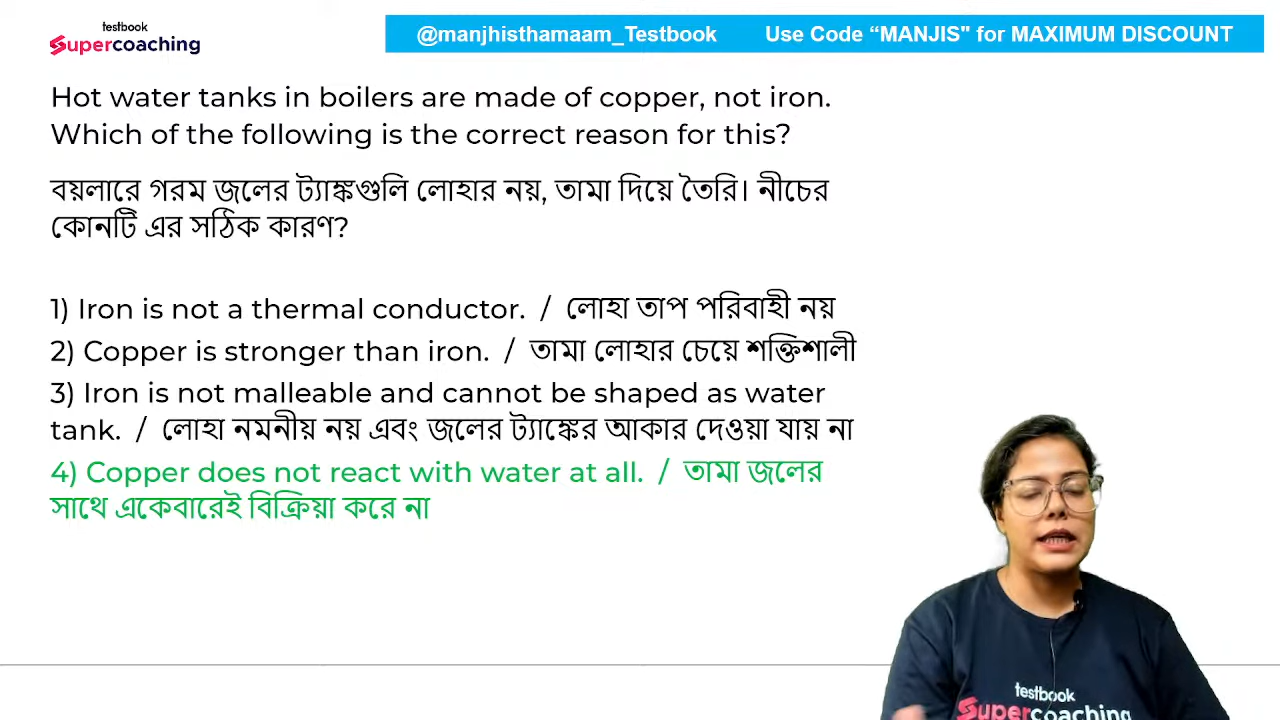 testbook
Supercoaching
@manjhisthamaam_Testbook Use Code “MANJIS" for MAXIMUM DISCOUNT
Hot water tanks in boilers are made of copper, not iron.
Which of the following is the correct reason for this?
বয়লারে গরম জলের ট্যাঙ্কগুলি লোহার নয়, তামা দিয়ে তৈরি। নীচের
কোনটি এর সঠিক কারণ?
1) Iron is not a thermal conductor. / লোহা তাপ পরিবাহী নয়
2) Copper is stronger than iron. / তামা লোহার চেয়ে শক্তিশালী
3) Iron is not malleable and cannot be shaped as water
tank. / লোহা নমনীয় নয় এবং জলের ট্যাঙ্কের আকার দেওয়া যায় না
4) Copper does not react with water at all. / তামা জলের
সাথে একেবারেই বিক্রিয়া করে না
testbook
Supercoaching